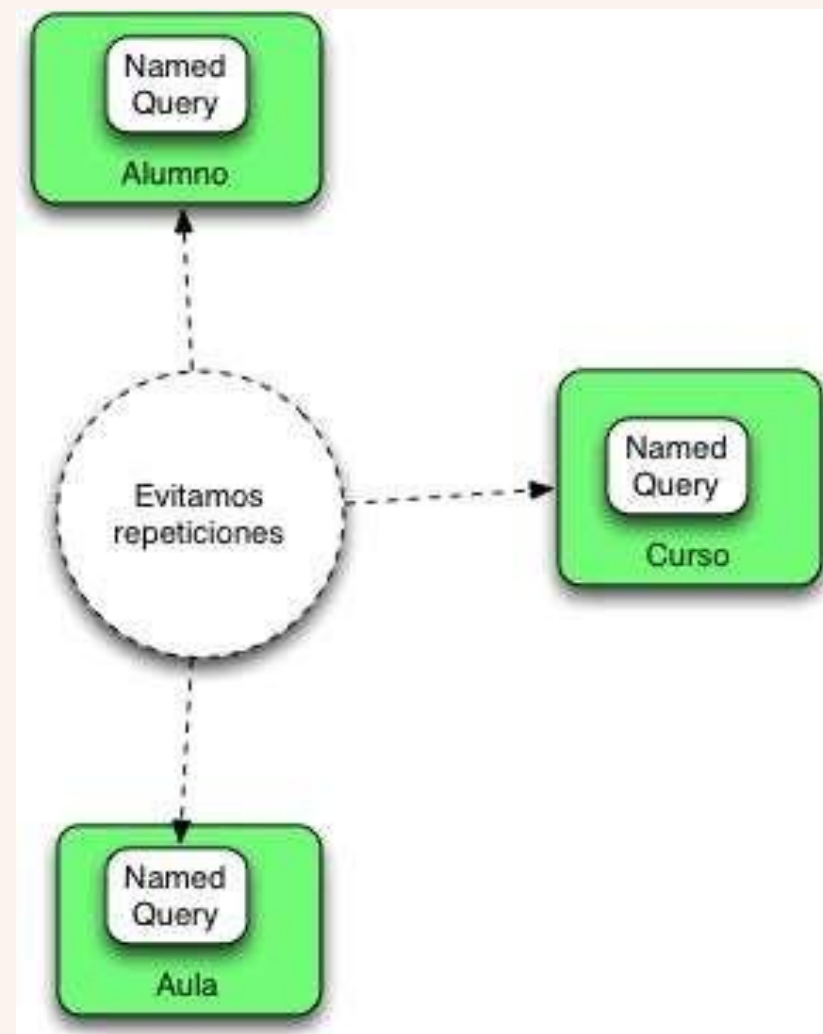 Named
Query
Alumno
Evitamos
repeticiones
Named
Query
Curso
Named
Query
Aula